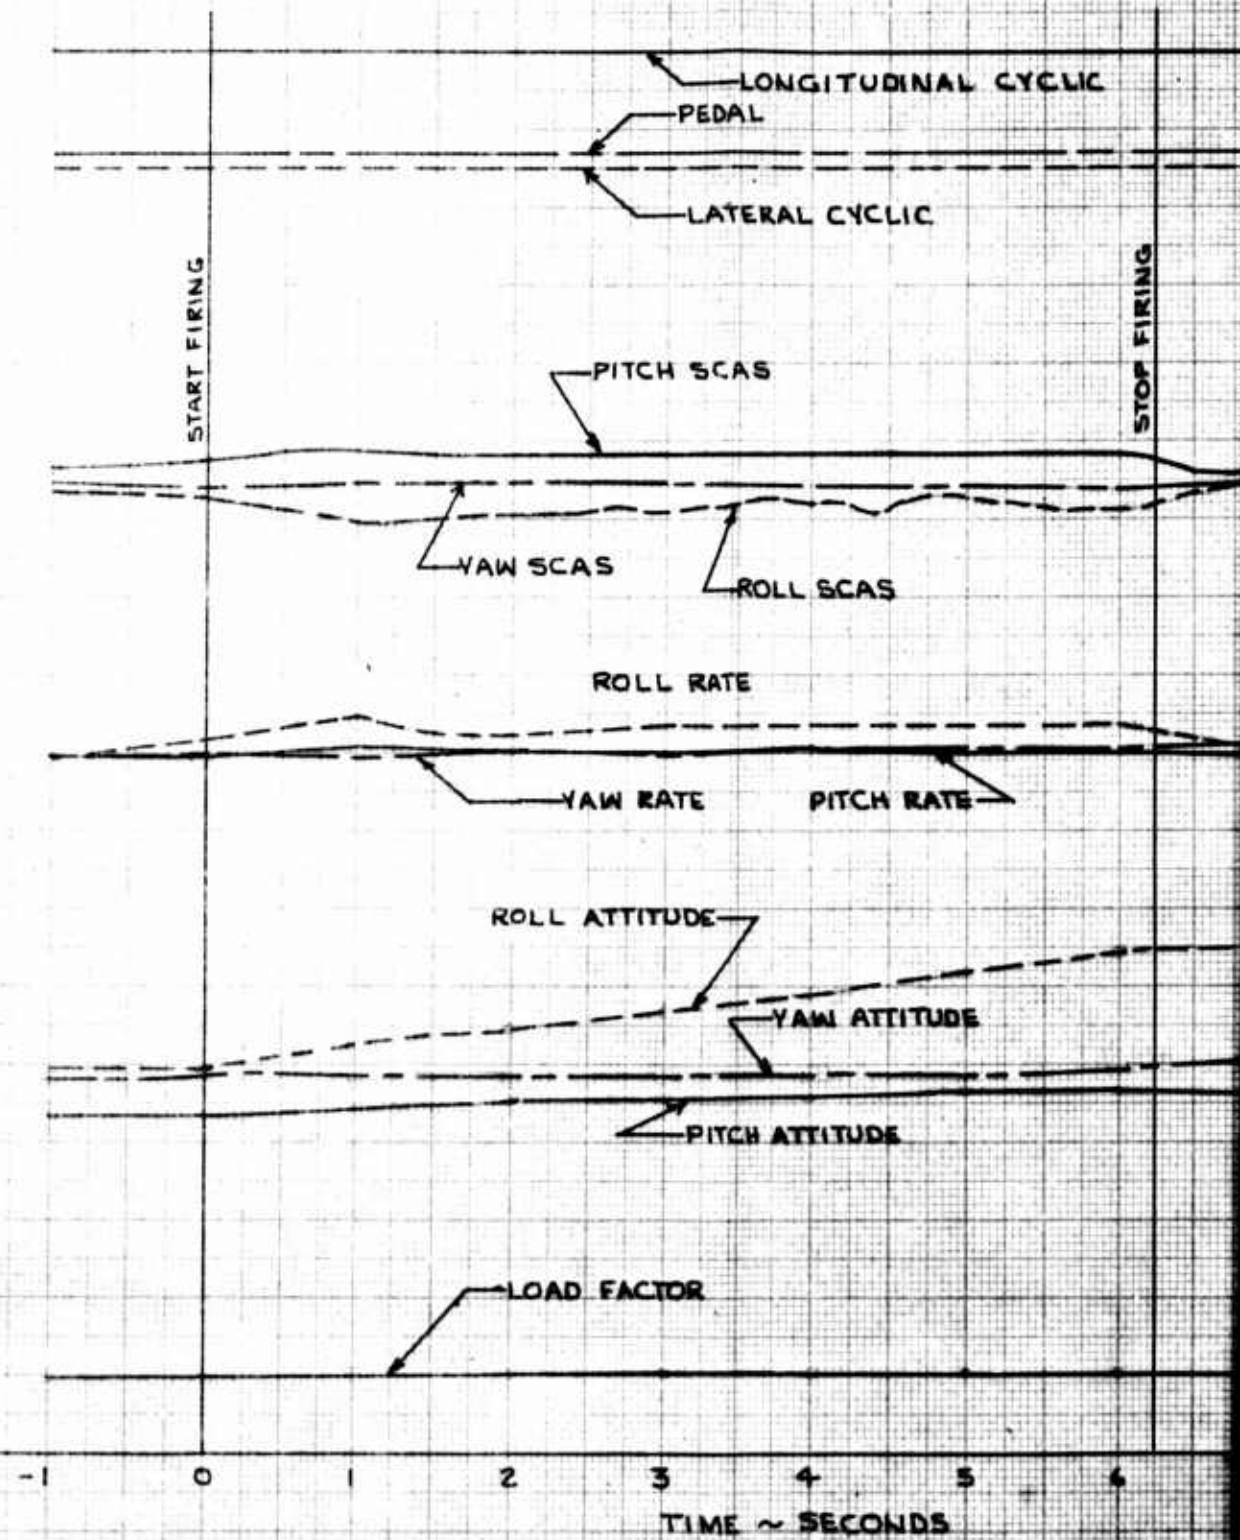 LONGITUDINAL CYCLIC
PEDAL
LATERAL CYCLIC
START FIRING
STOP FIRING
PITCH SCAS
YAW SCAS
ROLL SCAS
ROLL RATE
YAW RATE
PITCH RATE
ROLL ATTITUDE
YAW ATTITUDE
PITCH ATTITUDE
LOAD FACTOR
-1 0 1 2 3 4 5 6
TIME ~ SECONDS